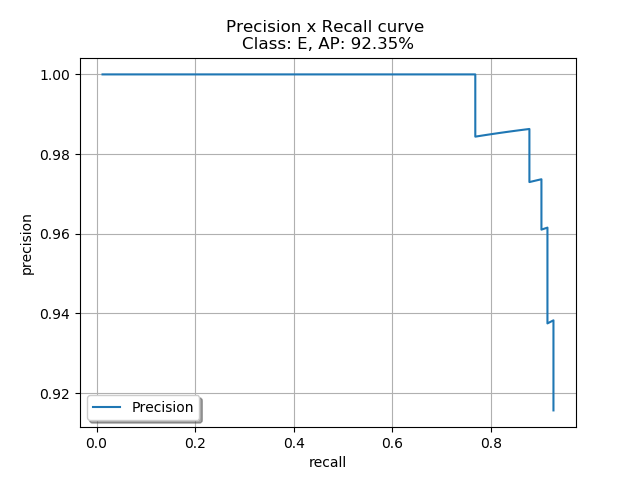 Precision x Recall curve
Class: E, AP: 92.35%
1.00
0.98
0.96
0.94
0.92
precision
Precision
0.0 0.2 0.4 0.6 0.8
recall